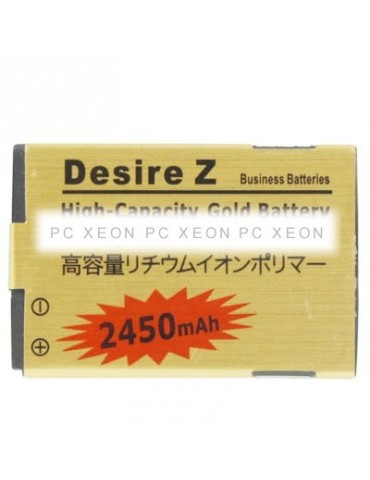 Desire Z Business Batteries
High-Capacity Gold Battery
PC XEON PC XEON PC XEON
高容量リチウムイオンポリマー
2450mAh